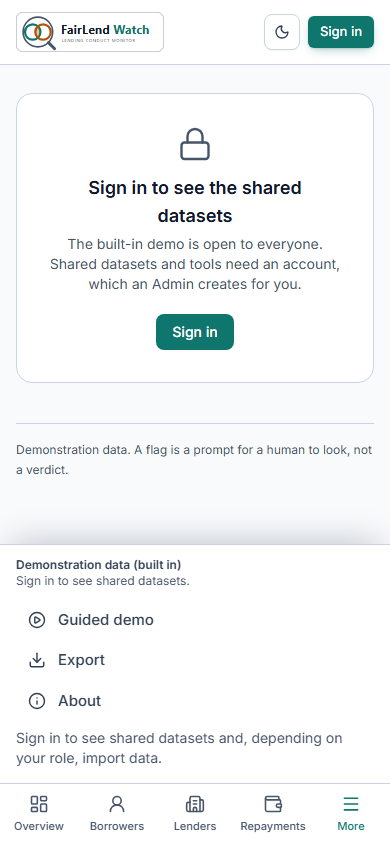 FairLend Watch
LENDING CONDUCT MONITOR
Sign in
Sign in to see the shared
datasets
The built-in demo is open to everyone.
Shared datasets and tools need an account,
which an Admin creates for you.
Sign in
Demonstration data. A flag is a prompt for a human to look, not
a verdict.
Demonstration data (built in)
Sign in to see shared datasets.
Guided demo
Export
About
Sign in to see shared datasets and, depending on
your role, import data.
Overview
Borrowers
Lenders
Repayments
More